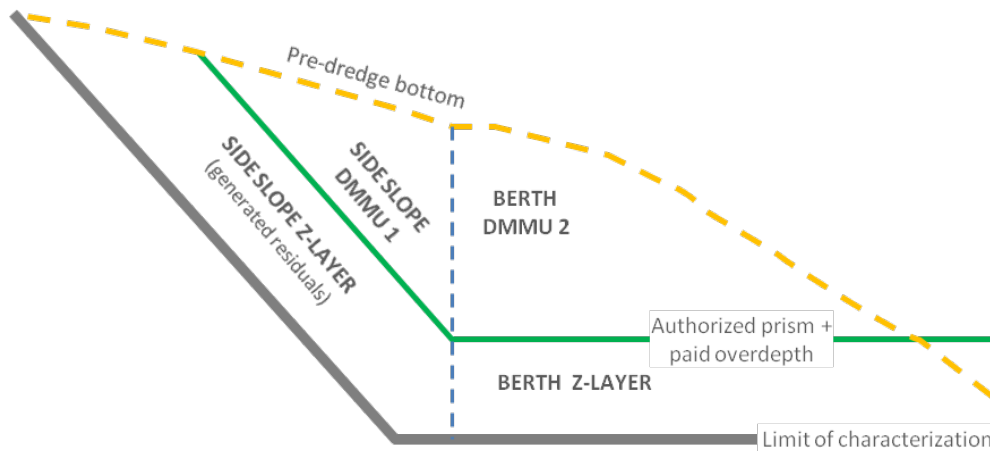 Pre-dredge bottom
SIDE SLOPE Z-LAYER
(generated residuals)
SIDE SLOPE
DMMU 1
BERTH
DMMU 2
Authorized prism +
paid overdepth
BERTH Z-LAYER
Limit of characterization